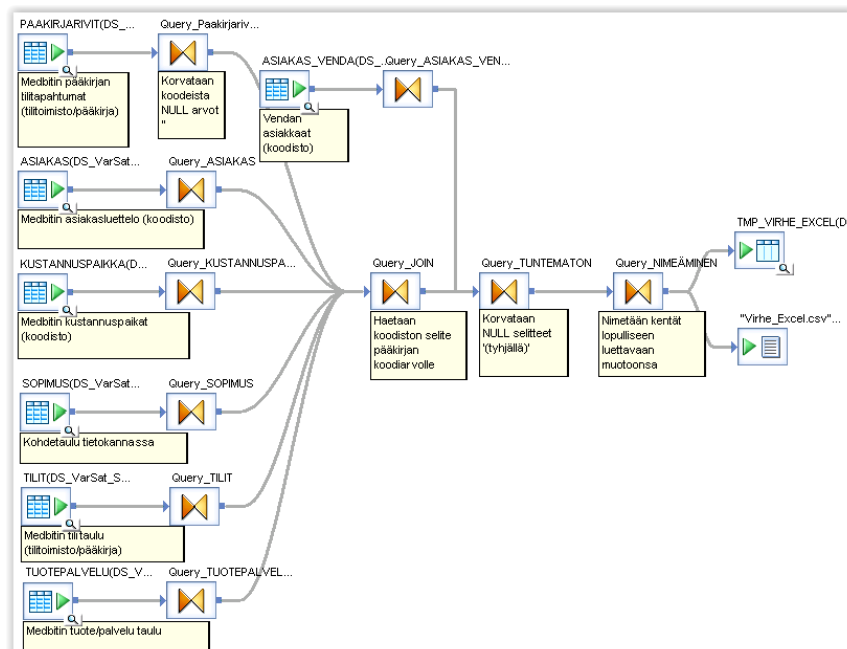 PAAKIRJARIVIT(DS_...
Query_Paakirjariv...
Medbitin pääkirjan
tilitapahtumat
(tilitoimisto/pääkirja)
Korvataan
koodeista
NULL arvot
''
ASIAKAS_VENDA(DS_...
Query_ASIAKAS_VEN...
Vendan
asiakkaat
(koodisto)
ASIAKAS(DS_VarSat...
Query_ASIAKAS
Medbitin asiakasluettelo (koodisto)
KUSTANNUSPAIKKA(D...
Query_KUSTANNUSPA...
Medbitin kustannuspaikat
(koodisto)
Query_JOIN
Haetaan
koodiston selite
pääkirjan
koodiarvolle
Query_TUNTEMATON
Korvataan
NULL selitteet
'(tyhjällä)'
Query_NIMEÄMINEN
Nimetään kentät
lopulliseen
luettavaan
muotoonsa
TMP_VIRHE_EXCEL(D
"Virhe_Excel.csv"...
SOPIMUS(DS_VarSat...
Query_SOPIMUS
Kohdetaulu tietokannassa
TILIT(DS_VarSat_S...
Query_TILIT
Medbitin tilitaulu
(tilitoimisto/pääkirja)
TUOTEPALVELU(DS_V...
Query_TUOTEPALVEL...
Medbitin tuote/palvelu taulu